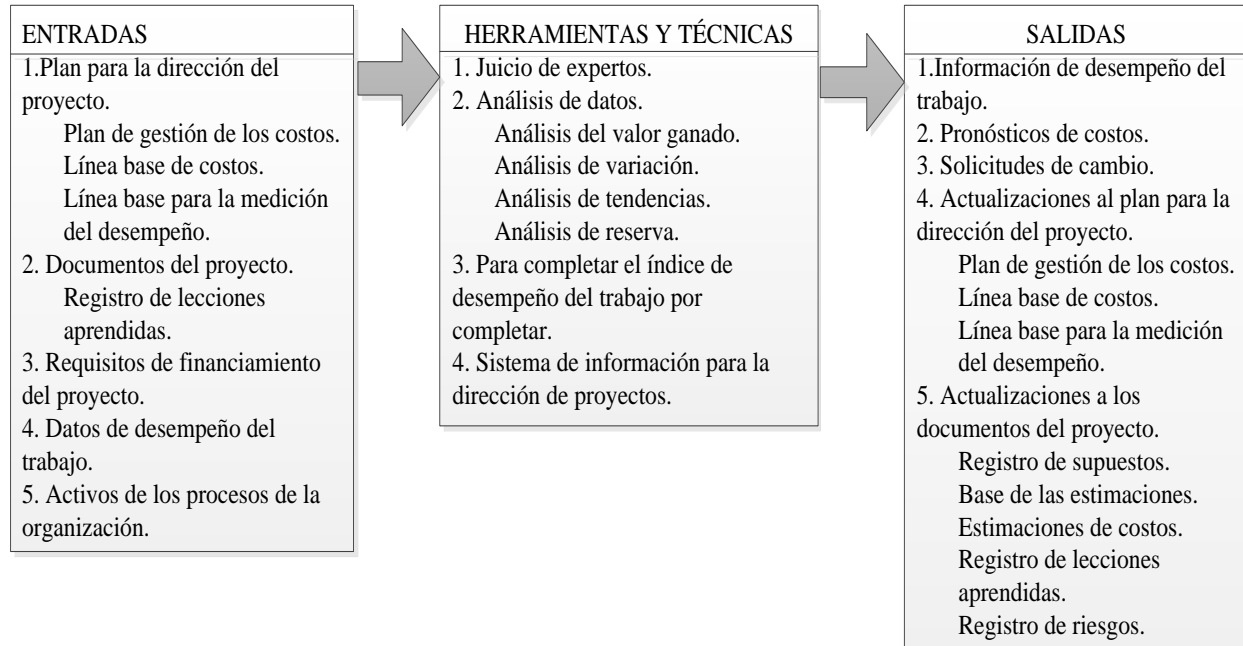 ENTRADAS
1.Plan para la dirección del
proyecto.
Plan de gestión de los costos.
Línea base de costos.
Línea base para la medición
del desempeño.
2. Documentos del proyecto.
Registro de lecciones
aprendidas.
3. Requisitos de financiamiento
del proyecto.
4. Datos de desempeño del
trabajo.
5. Activos de los procesos de la
organización.
HERRAMIENTAS Y TÉCNICAS
1. Juicio de expertos.
2. Análisis de datos.
Análisis del valor ganado.
Análisis de variación.
Análisis de tendencias.
Análisis de reserva.
3. Para completar el índice de
desempeño del trabajo por
completar.
4. Sistema de información para la
dirección de proyectos.
SALIDAS
1.Información de desempeño del
trabajo.
2. Pronósticos de costos.
3. Solicitudes de cambio.
4. Actualizaciones al plan para la
dirección del proyecto.
Plan de gestión de los costos.
Línea base de costos.
Línea base para la medición
del desempeño.
5. Actualizaciones a los
documentos del proyecto.
Registro de supuestos.
Base de las estimaciones.
Estimaciones de costos.
Registro de lecciones
aprendidas.
Registro de riesgos.